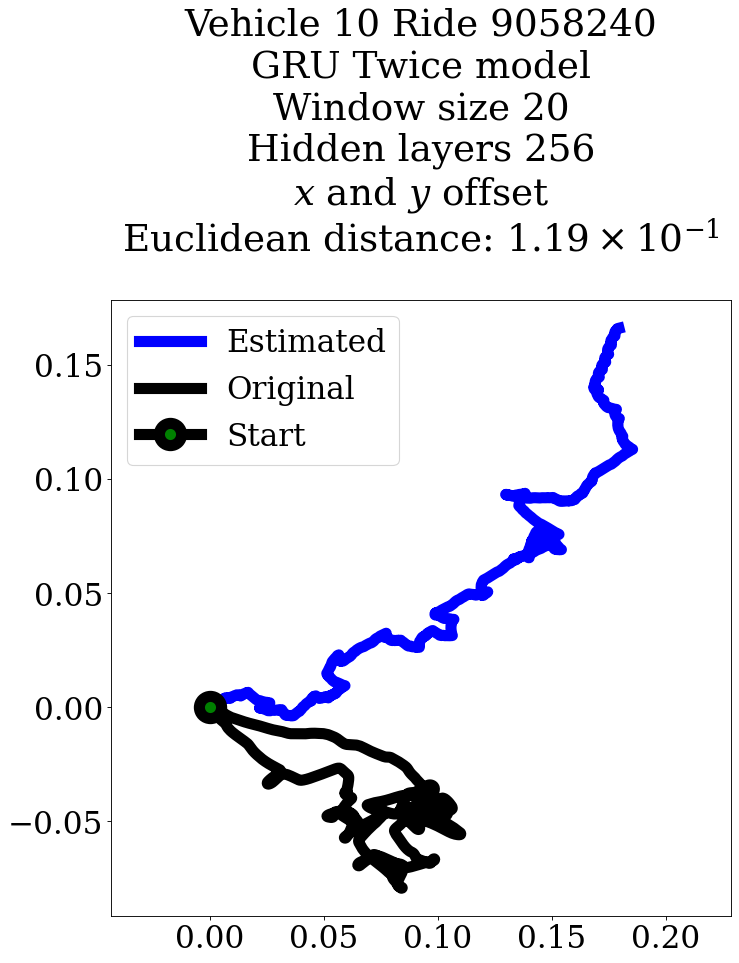 Vehicle 10 Ride 9058240
GRU Twice model
Window size 20
Hidden layers 256
x and y offset
Euclidean distance: 1.19 × 10⁻¹
Estimated
Original
Start
0.15
0.10
0.05
0.00
−0.05
0.00 0.05 0.10 0.15 0.20